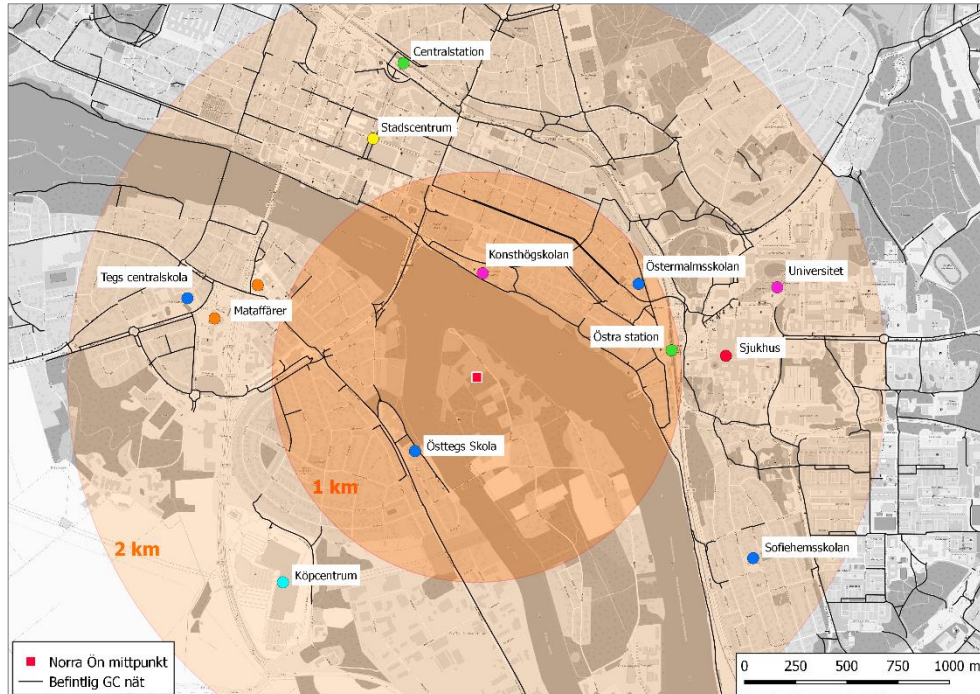 Centralstation
Stadscentrum
Konsthögskolan
Östermalmsskolan
Universitet
Tegs centralskola
Mataffärer
Östra station
Sjukhus
Östtegs Skola
1 km
2 km
Sofiehemsskolan
Köpcentrum
Norra Ön mittpunkt
Befintlig GC nät
0 250 500 750 1000 m